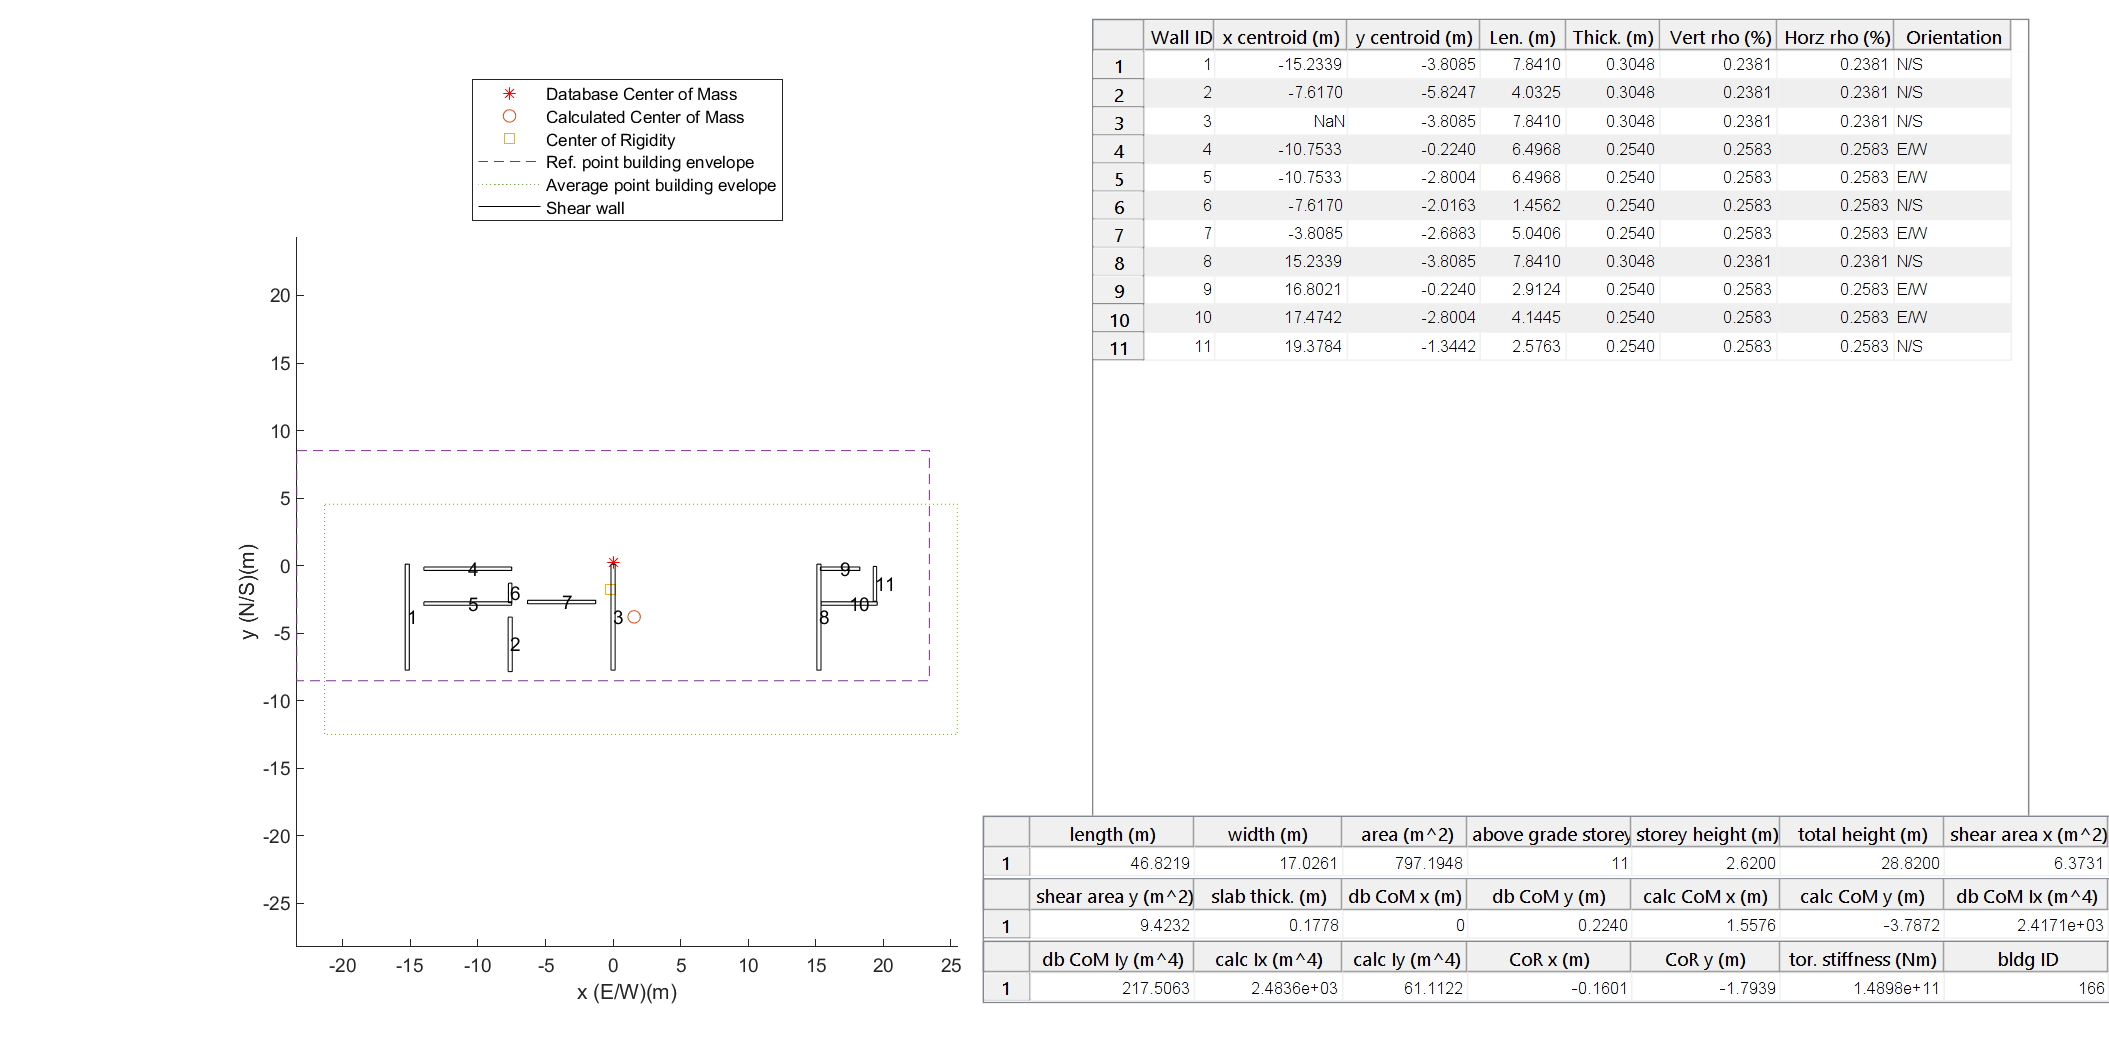 Database Center of Mass
Calculated Center of Mass
Center of Rigidity
Ref. point building envelope
Average point building evelope
Shear wall
20
15
10
5
0
-5
-10
-15
-20
-25
y (N/S)(m)
-20 -15 -10 -5 0 5 10 15 20 25
x (E/W)(m)
4
9
6
11
5
7
10
1
3
8
2
Wall ID x centroid (m) y centroid (m) Len. (m) Thick. (m) Vert rho (%) Horz rho (%) Orientation
1 1 -15.2339 -3.8085 7.8410 0.3048 0.2381 0.2381 N/S
2 2 -7.6170 -5.8247 4.0325 0.3048 0.2381 0.2381 N/S
3 3 NaN -3.8085 7.8410 0.3048 0.2381 0.2381 N/S
4 4 -10.7533 -0.2240 6.4968 0.2540 0.2583 0.2583 E/W
5 5 -10.7533 -2.8004 6.4968 0.2540 0.2583 0.2583 E/W
6 6 -7.6170 -2.0163 1.4562 0.2540 0.2583 0.2583 N/S
7 7 -3.8085 -2.6883 5.0406 0.2540 0.2583 0.2583 E/W
8 8 15.2339 -3.8085 7.8410 0.3048 0.2381 0.2381 N/S
9 9 16.8021 -0.2240 2.9124 0.2540 0.2583 0.2583 E/W
10 10 17.4742 -2.8004 4.1445 0.2540 0.2583 0.2583 E/W
11 11 19.3784 -1.3442 2.5763 0.2540 0.2583 0.2583 N/S
length (m) width (m) area (m^2) above grade storey storey height (m) total height (m) shear area x (m^2)
1 46.8219 17.0261 797.1948 11 2.6200 28.8200 6.3731
shear area y (m^2) slab thick. (m) db CoM x (m) db CoM y (m) calc CoM x (m) calc CoM y (m) db CoM Ix (m^4)
1 9.4232 0.1778 0 0.2240 1.5576 -3.7872 2.4171e+03
db CoM Iy (m^4) calc Ix (m^4) calc Iy (m^4) CoR x (m) CoR y (m) tor. stiffness (Nm) bldg ID
1 217.5063 2.4836e+03 61.1122 -0.1601 -1.7939 1.4898e+11 166